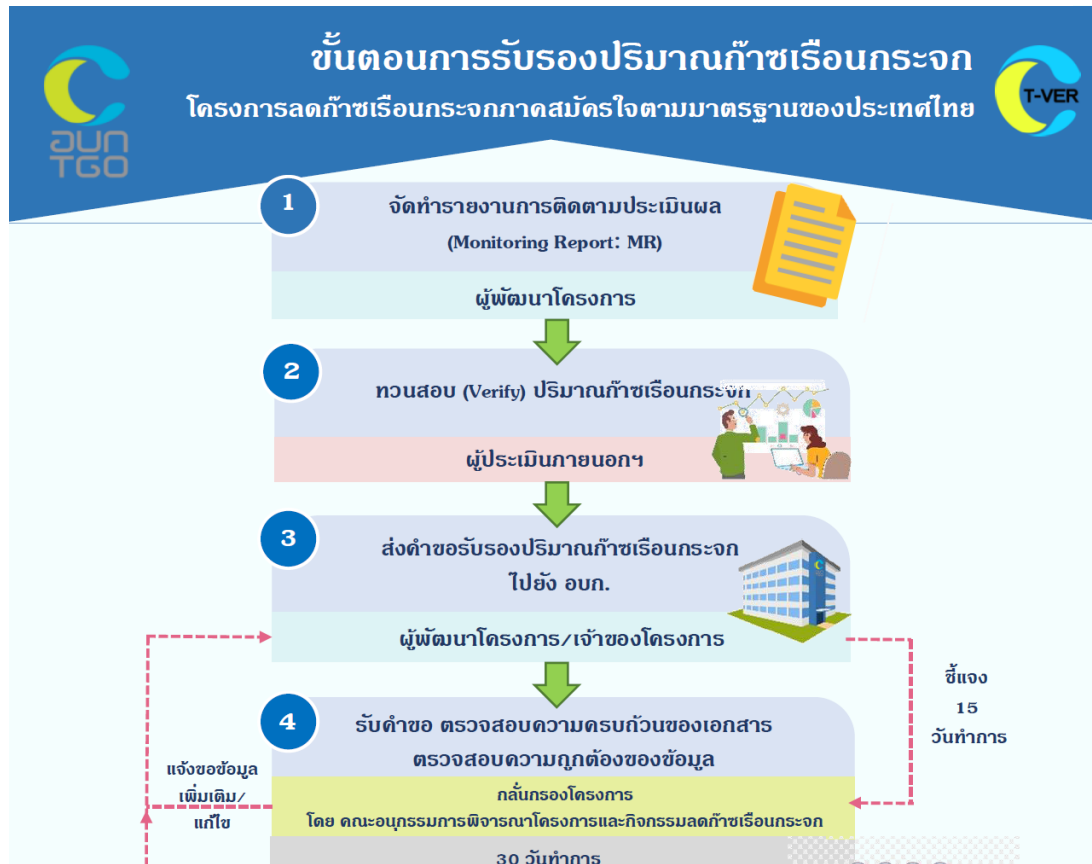 ขั้นตอนการรับรองปริมาณก๊าซเรือนกระจก
โครงการลดก๊าซเรือนกระจกภาคสมัครใจตามมาตรฐานของประเทศไทย
อบก
TGO
T-VER
1
จัดทำรายงานการติดตามประเมินผล
(Monitoring Report: MR)
ผู้พัฒนาโครงการ
2
ทวนสอบ (Verify) ปริมาณก๊าซเรือนกระจก
ผู้ประเมินภายนอกฯ
3
ส่งคำขอรับรองปริมาณก๊าซเรือนกระจก
ไปยัง อบก.
ผู้พัฒนาโครงการ/เจ้าของโครงการ
ชี้แจง
15
วันทำการ
4
รับคำขอ ตรวจสอบความครบถ้วนของเอกสาร
ตรวจสอบความถูกต้องของข้อมูล
แจ้งขอข้อมูล
เพิ่มเติม/
แก้ไข
กลั่นกรองโครงการ
โดย คณะอนุกรรมการพิจารณาโครงการและกิจกรรมลดก๊าซเรือนกระจก
30 วันทำการ